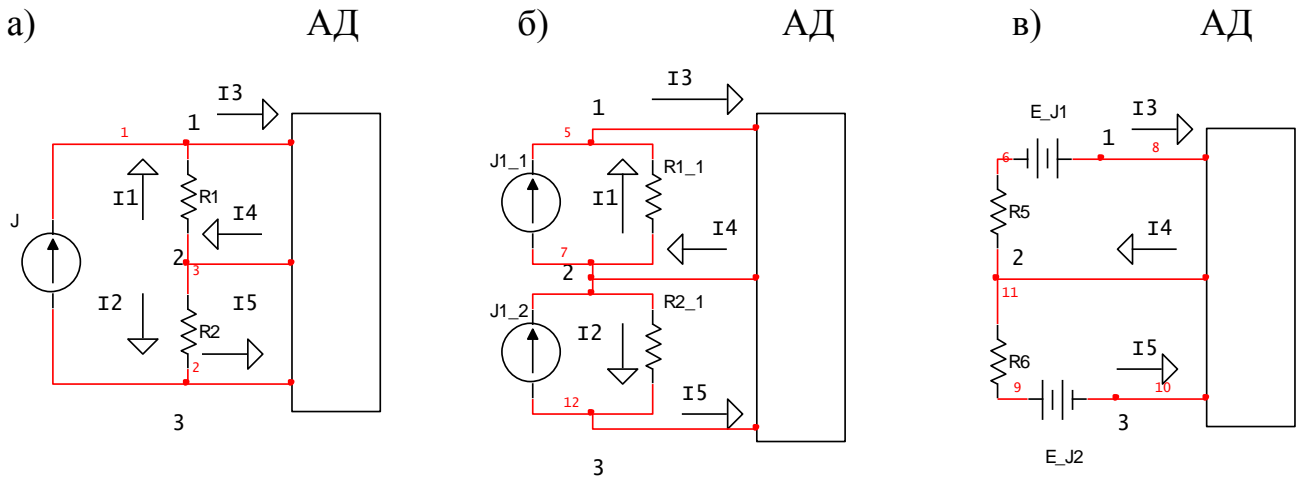 а) АД б) АД в) АД
I3 I3 I3
1 1 1
1 5 E_J1 8
J1_1 R1_1 6
I1 R1 I1 R5
J I4 I4 I4
2 7 2
3 2 11
I2 I5 J1_2 R2_1
R2 I2 R6 I5
2 12 I5 9 10
3 3 3
E_J2